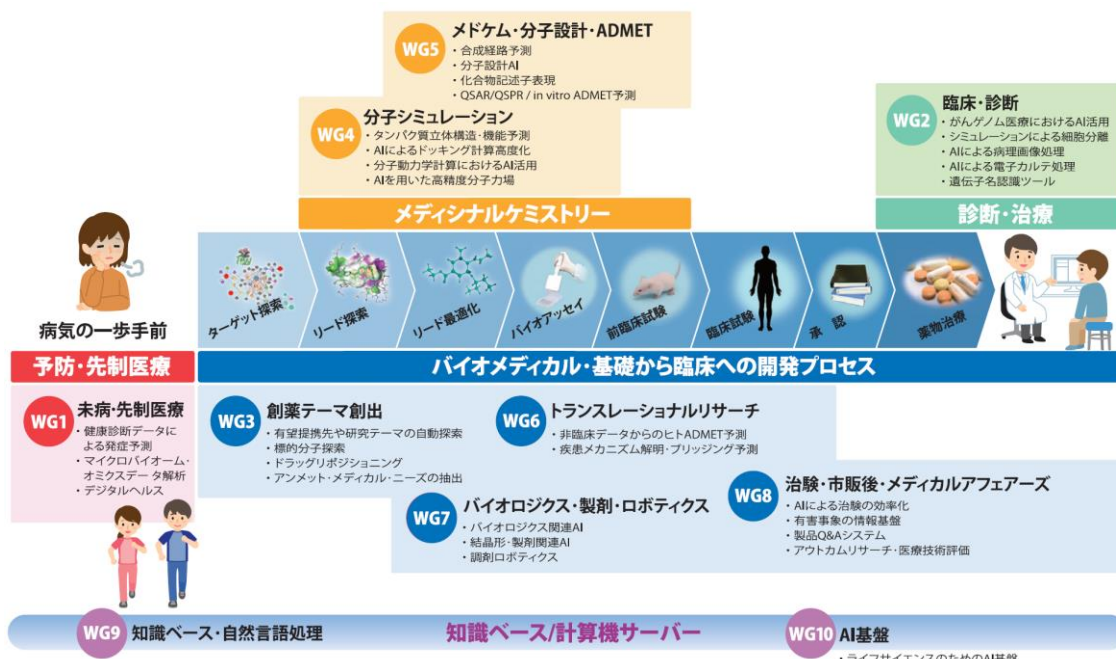 WG5
メドケム・分子設計・ADMET
・合成経路予測
・分子設計AI
・化合物記述子表現
・QSAR/QSPR / in vitro ADMET予測
WG4
分子シミュレーション
・タンパク質立体構造・機能予測
・AIによるドッキング計算高度化
・分子動力学計算におけるAI活用
・AIを用いた高精度分子力場
WG2
臨床・診断
・がんゲノム医療におけるAI活用
・シミュレーションによる細胞分離
・AIによる病理画像処理
・AIによる電子カルテ処理
・遺伝子名認識ツール
メディシナルケミストリー
診断・治療
病気の一歩手前
ターゲット探索
リード探索
リード最適化
バイオアッセイ
前臨床試験
臨床試験
承認
薬物治療
予防・先制医療
バイオメディカル・基礎から臨床への開発プロセス
WG1
未病・先制医療
・健康診断データに
よる発症予測
・マイクロバイオーム・
オミクスデータ解析
・デジタルヘルス
WG3
創薬テーマ創出
・有望提携先や研究テーマの自動探索
・標的分子探索
・ドラッグリポジショニング
・アンメット・メディカル・ニーズの抽出
WG6
トランスレーショナルリサーチ
・非臨床データからのヒトADMET予測
・疾患メカニズム解明・ブリッジング予測
WG7
バイオロジクス・製剤・ロボティクス
・バイオロジクス関連AI
・結晶形・製剤関連AI
・調剤ロボティクス
WG8
治験・市販後・メディカルアフェアーズ
・AIによる治験の効率化
・有害事象の情報基盤
・製品Q&Aシステム
・アウトカムリサーチ・医療技術評価
WG9
知識ベース・自然言語処理
知識ベース/計算機サーバー
WG10
AI基盤
・ライフサイエンスのためのAI基盤